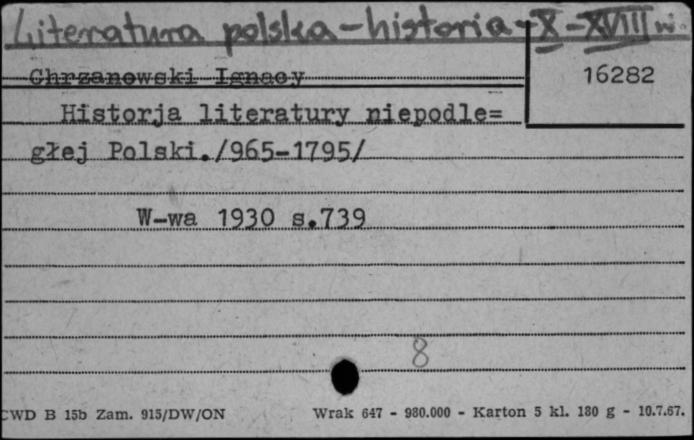 Literatura polska - historia - X - XVIII w.
Chrzanowski Ignacy
16282
Historja literatury niepodle=
głej Polski./965-1795/
W-wa 1930 s.739
8
CWD B 15b Zam. 915/DW/ON Wrak 647 - 980.000 - Karton 5 kl. 180 g - 10.7.67.